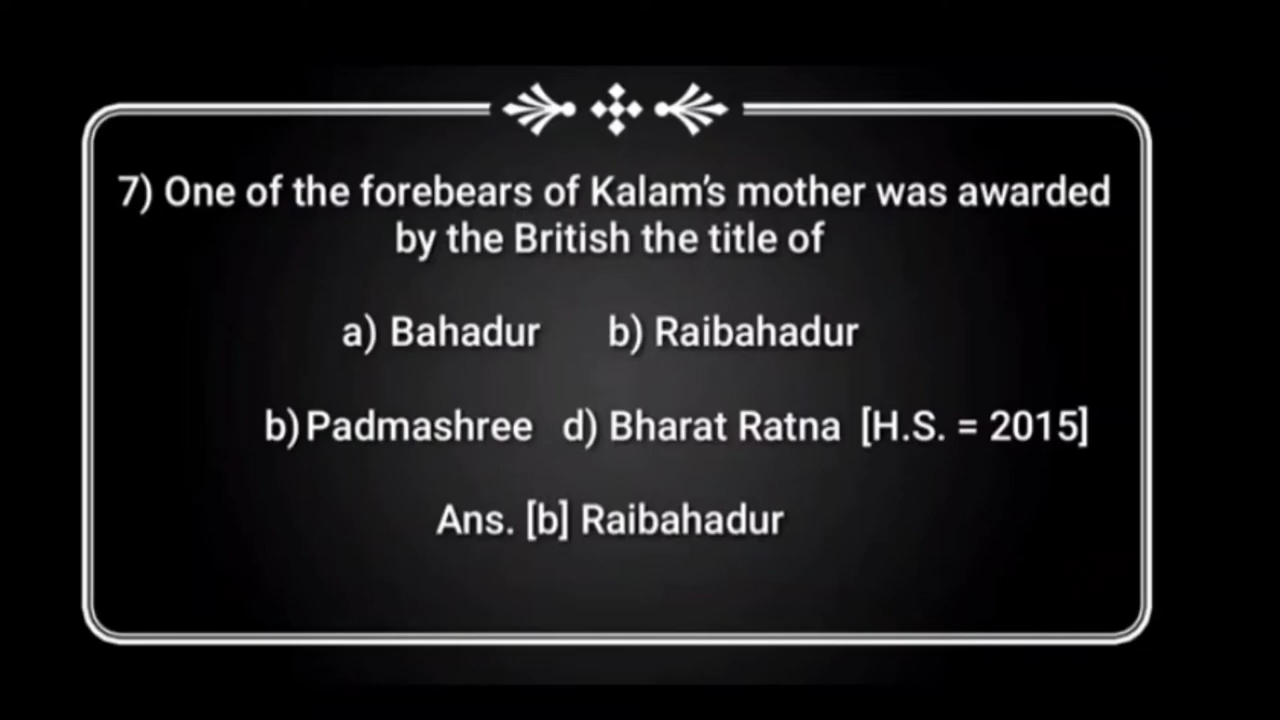 7) One of the forebears of Kalam's mother was awarded
by the British the title of
a) Bahadur b) Raibahadur
b) Padmashree d) Bharat Ratna [H.S. = 2015]
Ans. [b] Raibahadur